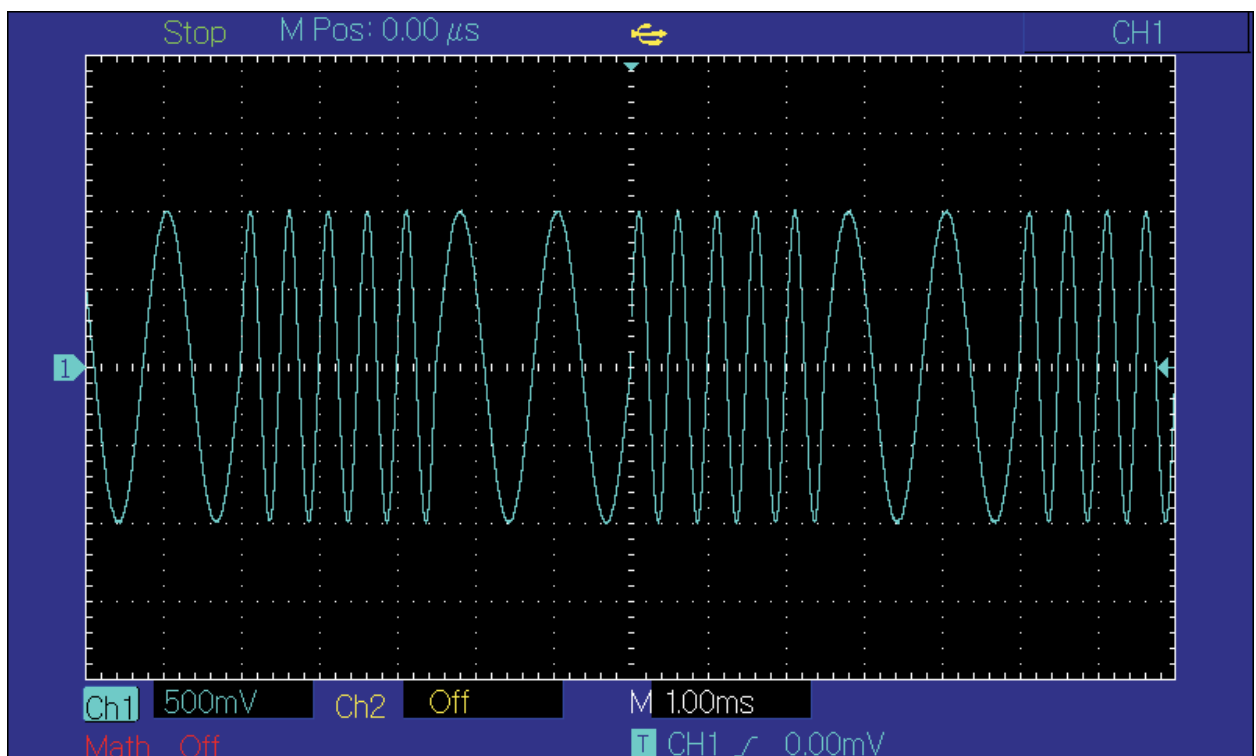 Stop M Pos: 0.00 μs CH1
1
Ch1 500mV Ch2 Off M 1.00ms
Math Off T CH1 0.00mV